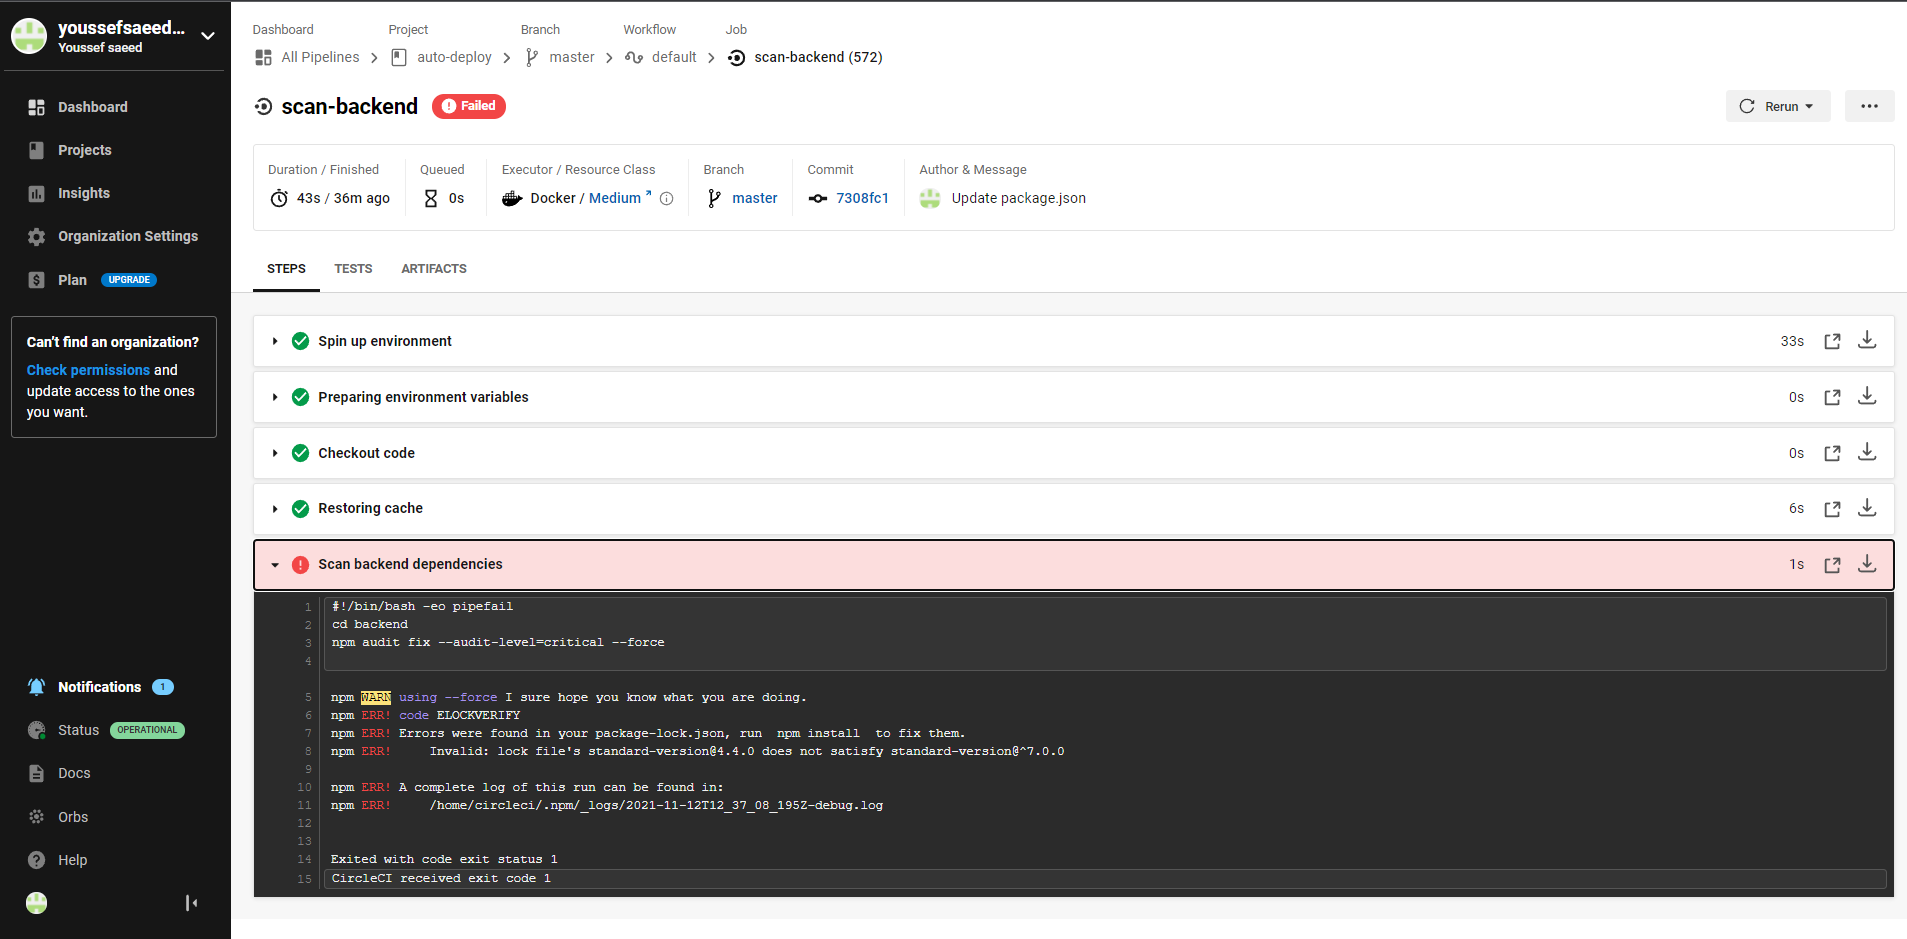 youssefsaeed...
Youssef saeed
Dashboard
Projects
Insights
Organization Settings
Plan UPGRADE
Can't find an organization?
Check permissions and
update access to the ones
you want.
Notifications 1
Status OPERATIONAL
Docs
Orbs
Help
Dashboard Project Branch Workflow Job
All Pipelines auto-deploy master default scan-backend (572)
scan-backend Failed
Rerun
Duration / Finished Queued Executor / Resource Class Branch Commit Author & Message
43s / 36m ago 0s Docker / Medium master 7308fc1 Update package.json
STEPS TESTS ARTIFACTS
Spin up environment 33s
Preparing environment variables 0s
Checkout code 0s
Restoring cache 6s
Scan backend dependencies 1s
1 #!/bin/bash -eo pipefail
2 cd backend
3 npm audit fix --audit-level=critical --force
4
5 npm WARN using --force I sure hope you know what you are doing.
6 npm ERR! code ELOCKVERIFY
7 npm ERR! Errors were found in your package-lock.json, run  npm install  to fix them.
8 npm ERR!     Invalid: lock file's standard-version@4.4.0 does not satisfy standard-version@^7.0.0
9
10 npm ERR! A complete log of this run can be found in:
11 npm ERR!     /home/circleci/.npm/_logs/2021-11-12T12_37_08_195Z-debug.log
12
13
14 Exited with code exit status 1
15 CircleCI received exit code 1